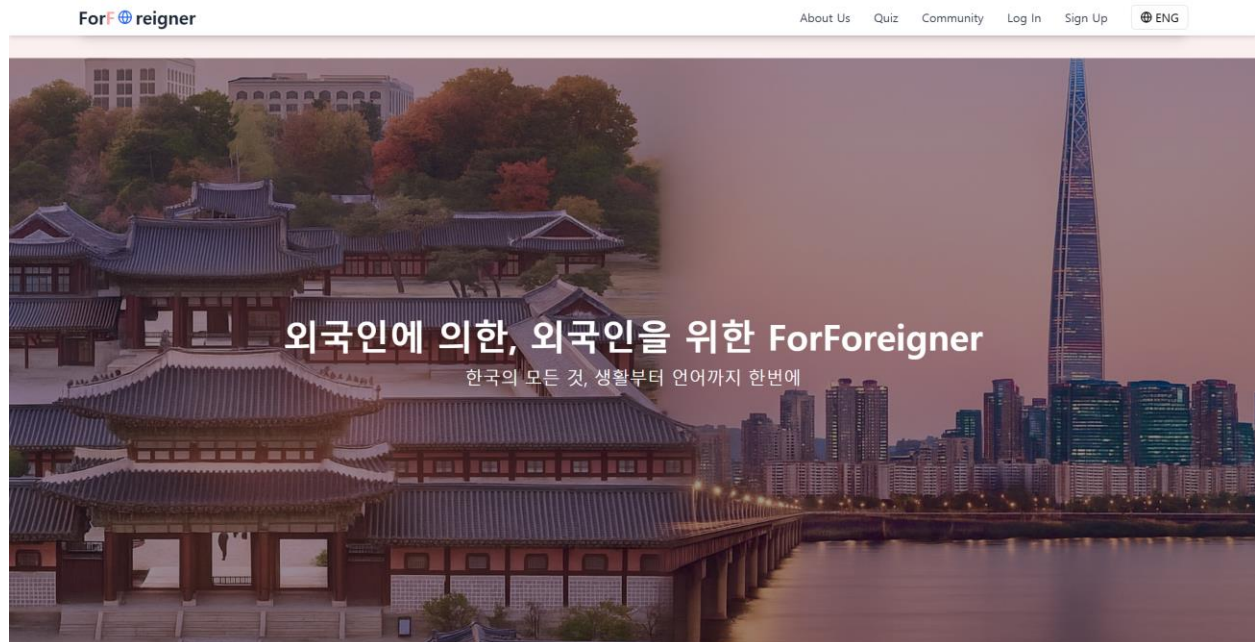 ForF🌐reigner
About Us Quiz Community Log In Sign Up ENG
외국인에 의한, 외국인을 위한 ForForeigner
한국의 모든 것, 생활부터 언어까지 한번에